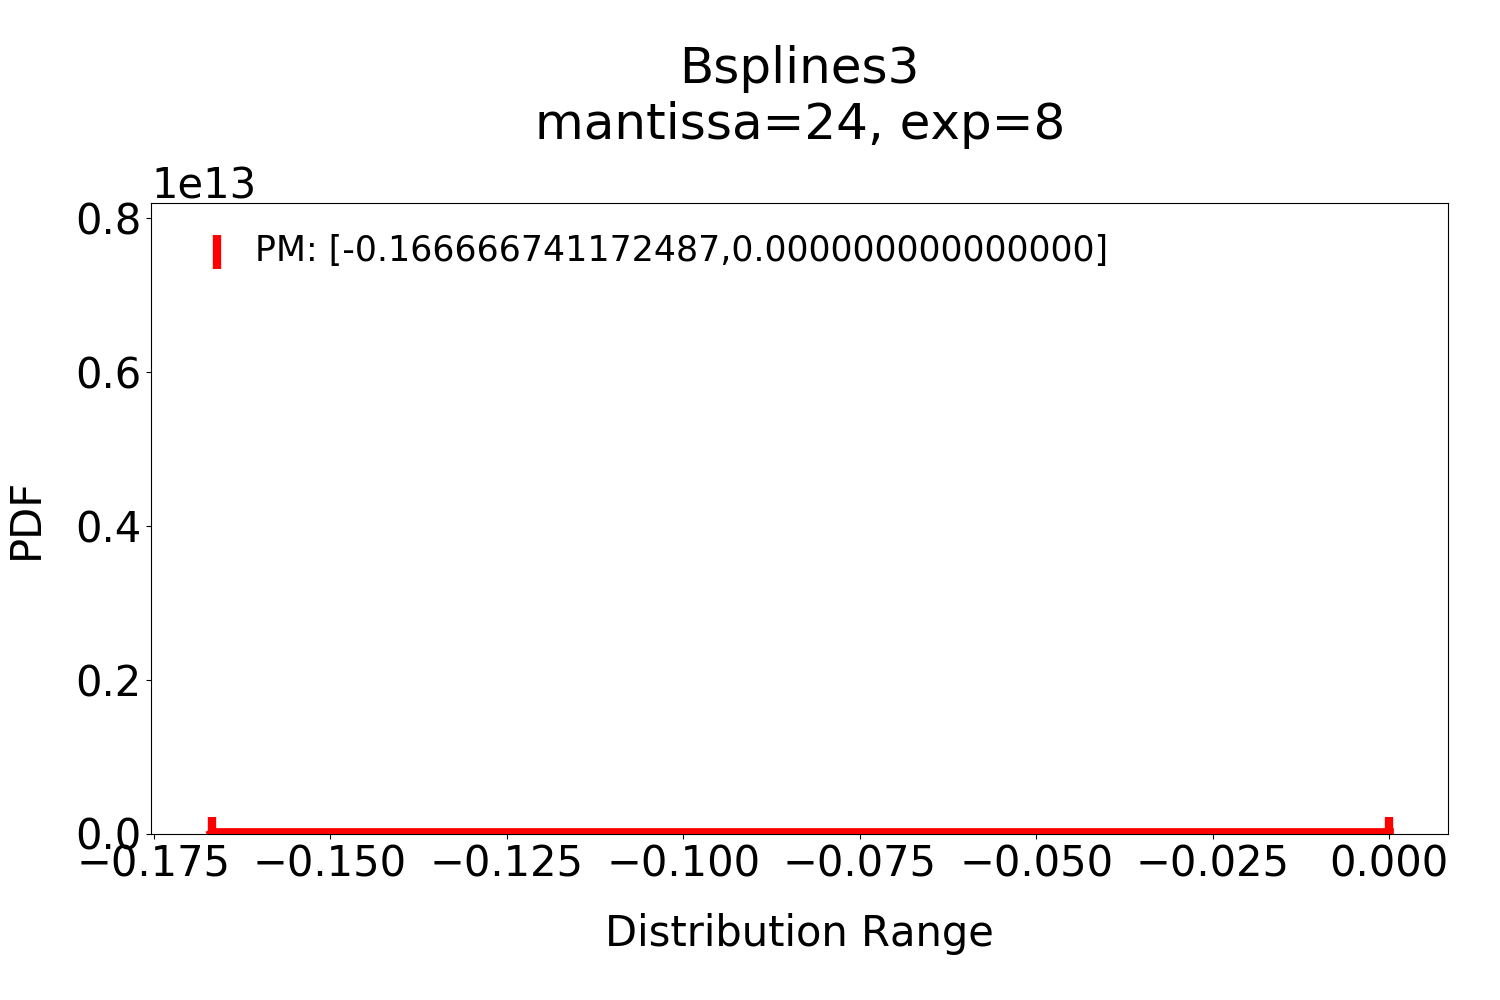 Bsplines3
mantissa=24, exp=8
1e13
0.8
PM: [-0.166666741172487,0.000000000000000]
0.6
PDF
0.4
0.2
0.0
−0.175 −0.150 −0.125 −0.100 −0.075 −0.050 −0.025 0.000
Distribution Range